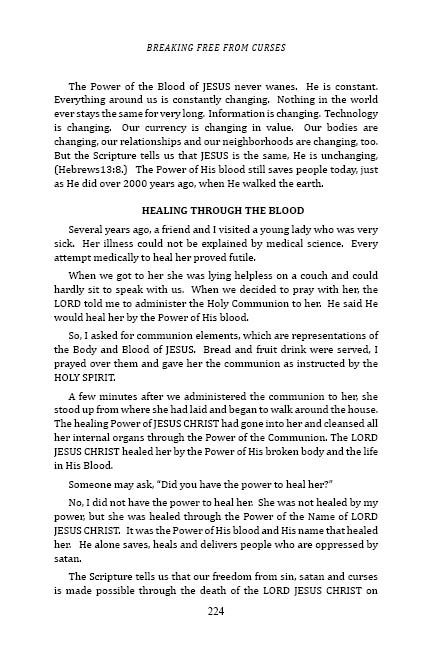 BREAKING FREE FROM CURSES
The Power of the Blood of JESUS never wanes. He is constant.
Everything around us is constantly changing. Nothing in the world
ever stays the same for very long. Information is changing. Technology
is changing. Our currency is changing in value. Our bodies are
changing, our relationships and our neighborhoods are changing, too.
But the Scripture tells us that JESUS is the same, He is unchanging,
(Hebrews13:8.) The Power of His blood still saves people today, just
as He did over 2000 years ago, when He walked the earth.
HEALING THROUGH THE BLOOD
Several years ago, a friend and I visited a young lady who was very
sick. Her illness could not be explained by medical science. Every
attempt medically to heal her proved futile.
When we got to her she was lying helpless on a couch and could
hardly sit to speak with us. When we decided to pray with her, the
LORD told me to administer the Holy Communion to her. He said He
would heal her by the Power of His blood.
So, I asked for communion elements, which are representations of
the Body and Blood of JESUS. Bread and fruit drink were served, I
prayed over them and gave her the communion as instructed by the
HOLY SPIRIT.
A few minutes after we administered the communion to her, she
stood up from where she had laid and began to walk around the house.
The healing Power of JESUS CHRIST had gone into her and cleansed all
her internal organs through the Power of the Communion. The LORD
JESUS CHRIST healed her by the Power of His broken body and the life
in His Blood.
Someone may ask, “Did you have the power to heal her?”
No, I did not have the power to heal her. She was not healed by my
power, but she was healed through the Power of the Name of LORD
JESUS CHRIST. It was the Power of His blood and His name that healed
her. He alone saves, heals and delivers people who are oppressed by
satan.
The Scripture tells us that our freedom from sin, satan and curses
is made possible through the death of the LORD JESUS CHRIST on
224